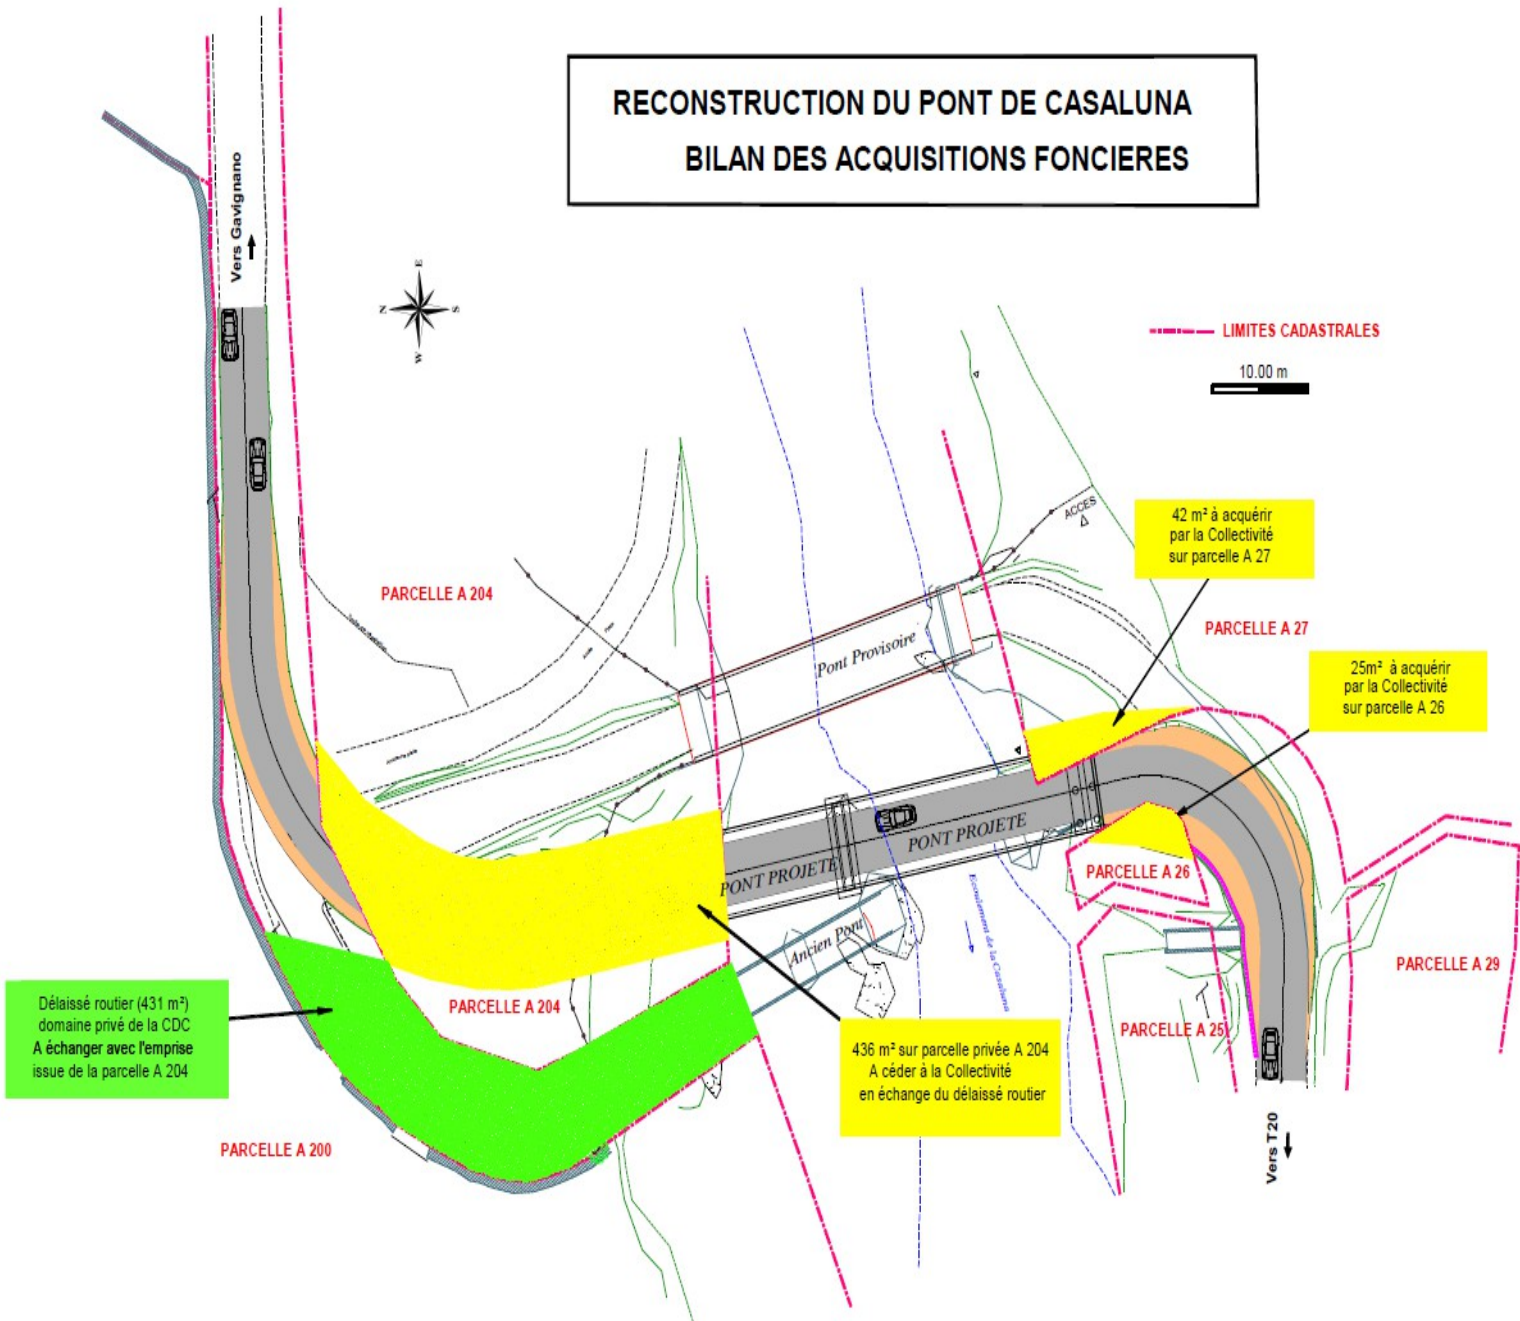 RECONSTRUCTION DU PONT DE CASALUNA
BILAN DES ACQUISITIONS FONCIERES
Vers Gavignano
E
N
S
W
LIMITES CADASTRALES
10.00 m
ACCES
42 m² à acquérir
par la Collectivité
sur parcelle A 27
PARCELLE A 204
PARCELLE A 27
Pont Provisoire
25m² à acquérir
par la Collectivité
sur parcelle A 26
PONT PROJETE
PONT PROJETE
PARCELLE A 26
Ancien Pont
Ecoulement de la Casaluna
PARCELLE A 29
PARCELLE A 204
PARCELLE A 25
Délaissé routier (431 m²)
domaine privé de la CDC
A échanger avec l'emprise
issue de la parcelle A 204
436 m² sur parcelle privée A 204
A céder à la Collectivité
en échange du délaissé routier
PARCELLE A 200
Vers T20